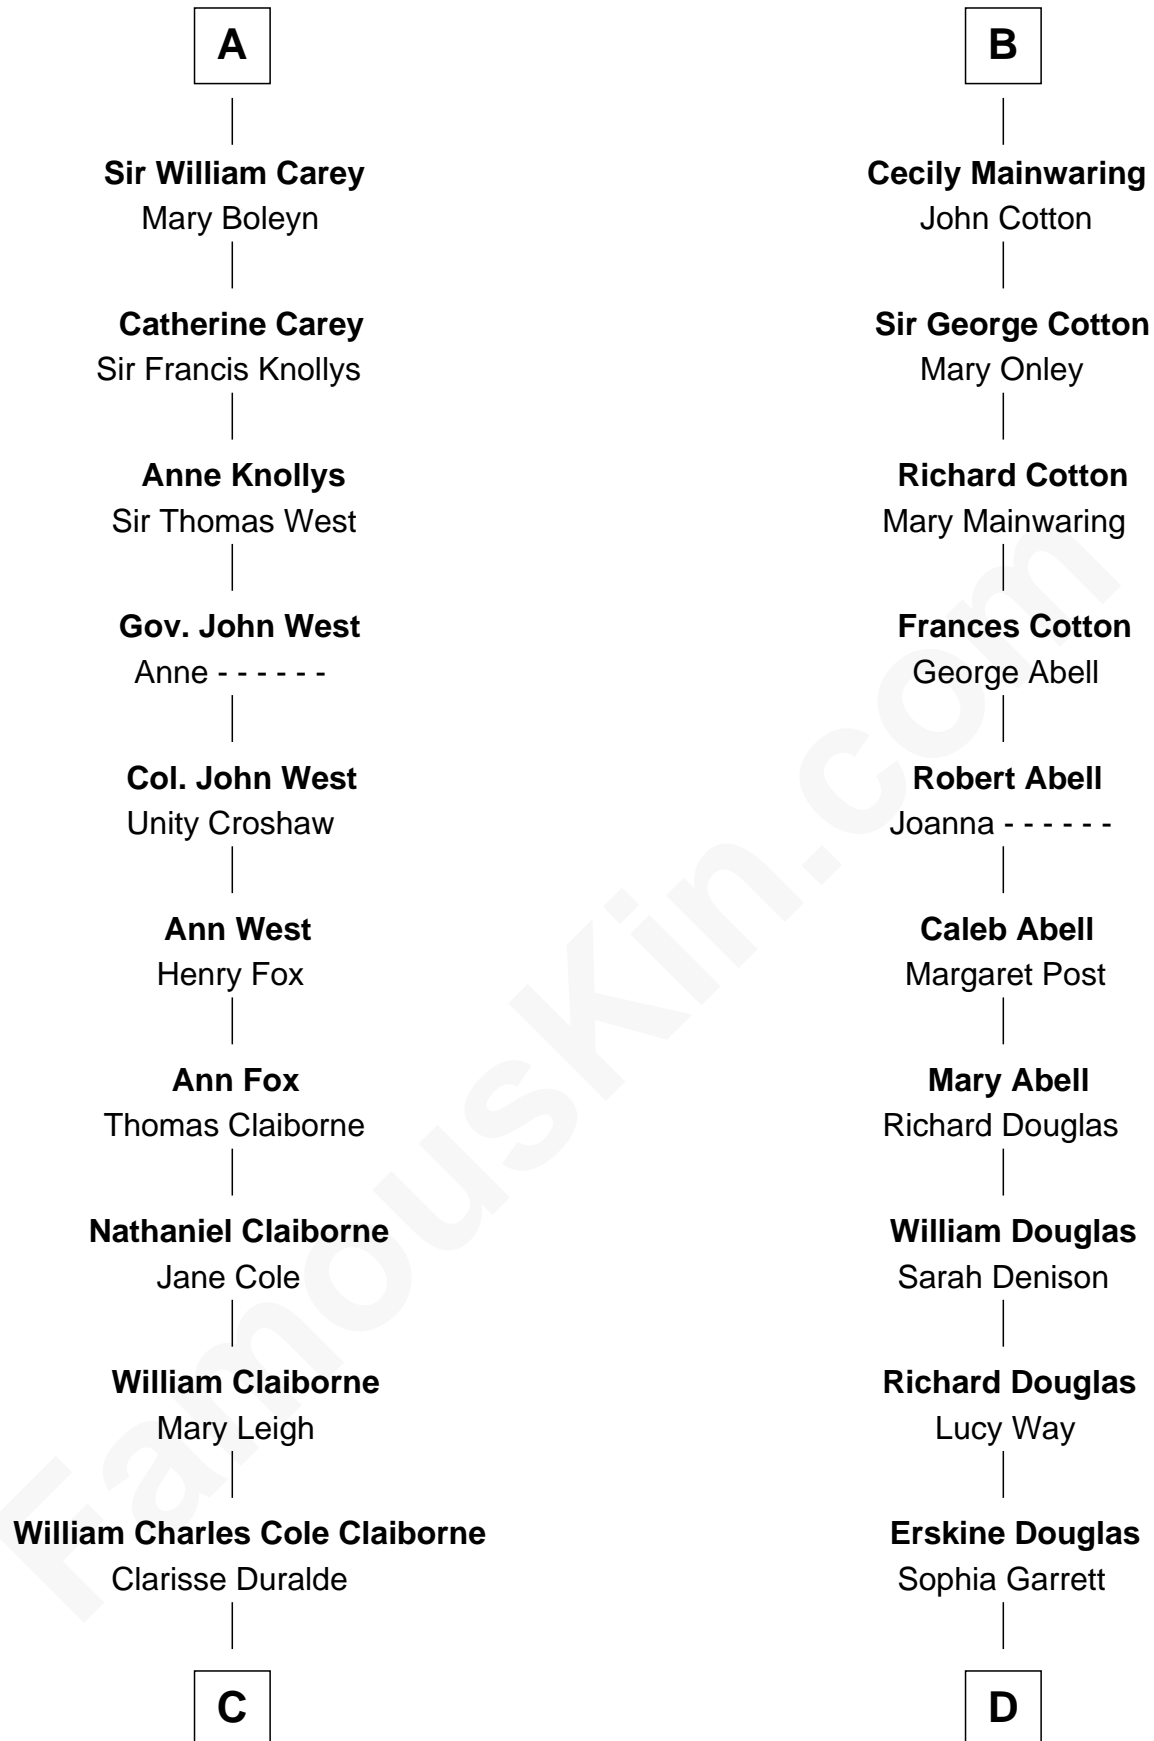 A
Sir William Carey
Mary Boleyn
Catherine Carey
Sir Francis Knollys
Anne Knollys
Sir Thomas West
Gov. John West
Anne - - - - - -
Col. John West
Unity Croshaw
Ann West
Henry Fox
Ann Fox
Thomas Claiborne
Nathaniel Claiborne
Jane Cole
William Claiborne
Mary Leigh
William Charles Cole Claiborne
Clarisse Duralde
C
B
Cecily Mainwaring
John Cotton
Sir George Cotton
Mary Onley
Richard Cotton
Mary Mainwaring
Frances Cotton
George Abell
Robert Abell
Joanna - - - - - -
Caleb Abell
Margaret Post
Mary Abell
Richard Douglas
William Douglas
Sarah Denison
Richard Douglas
Lucy Way
Erskine Douglas
Sophia Garrett
D
FamousKin.com